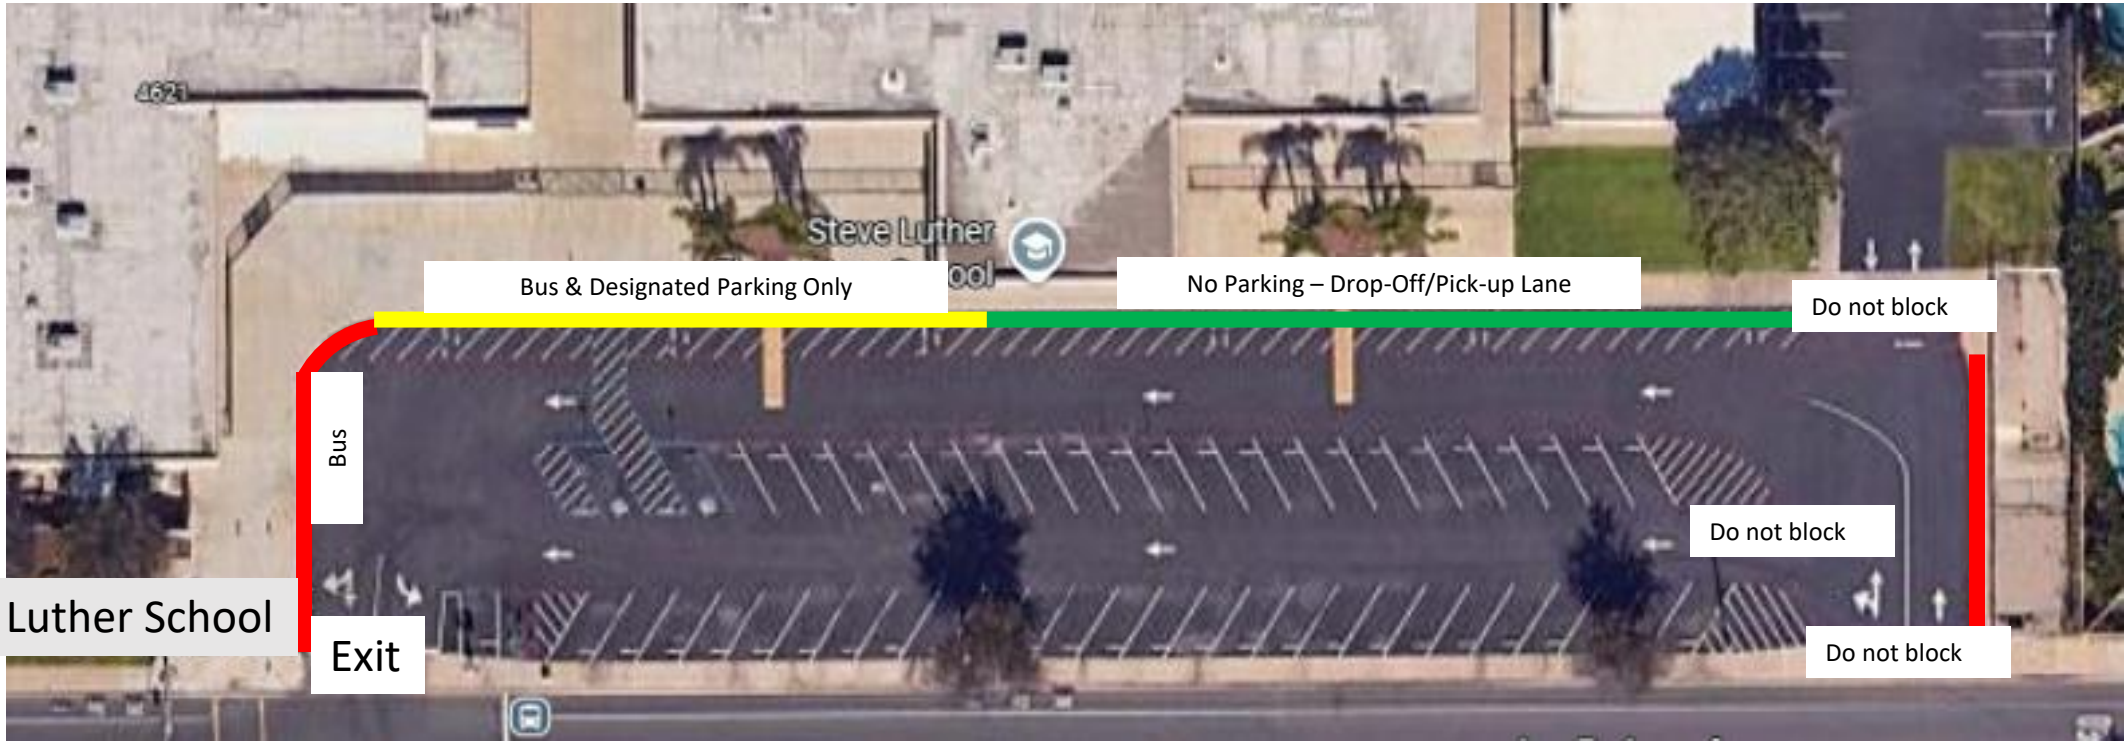 4621
Steve Luther
ool
Bus & Designated Parking Only
No Parking – Drop-Off/Pick-up Lane
Do not block
Bus
Do not block
Luther School
Exit
Do not block